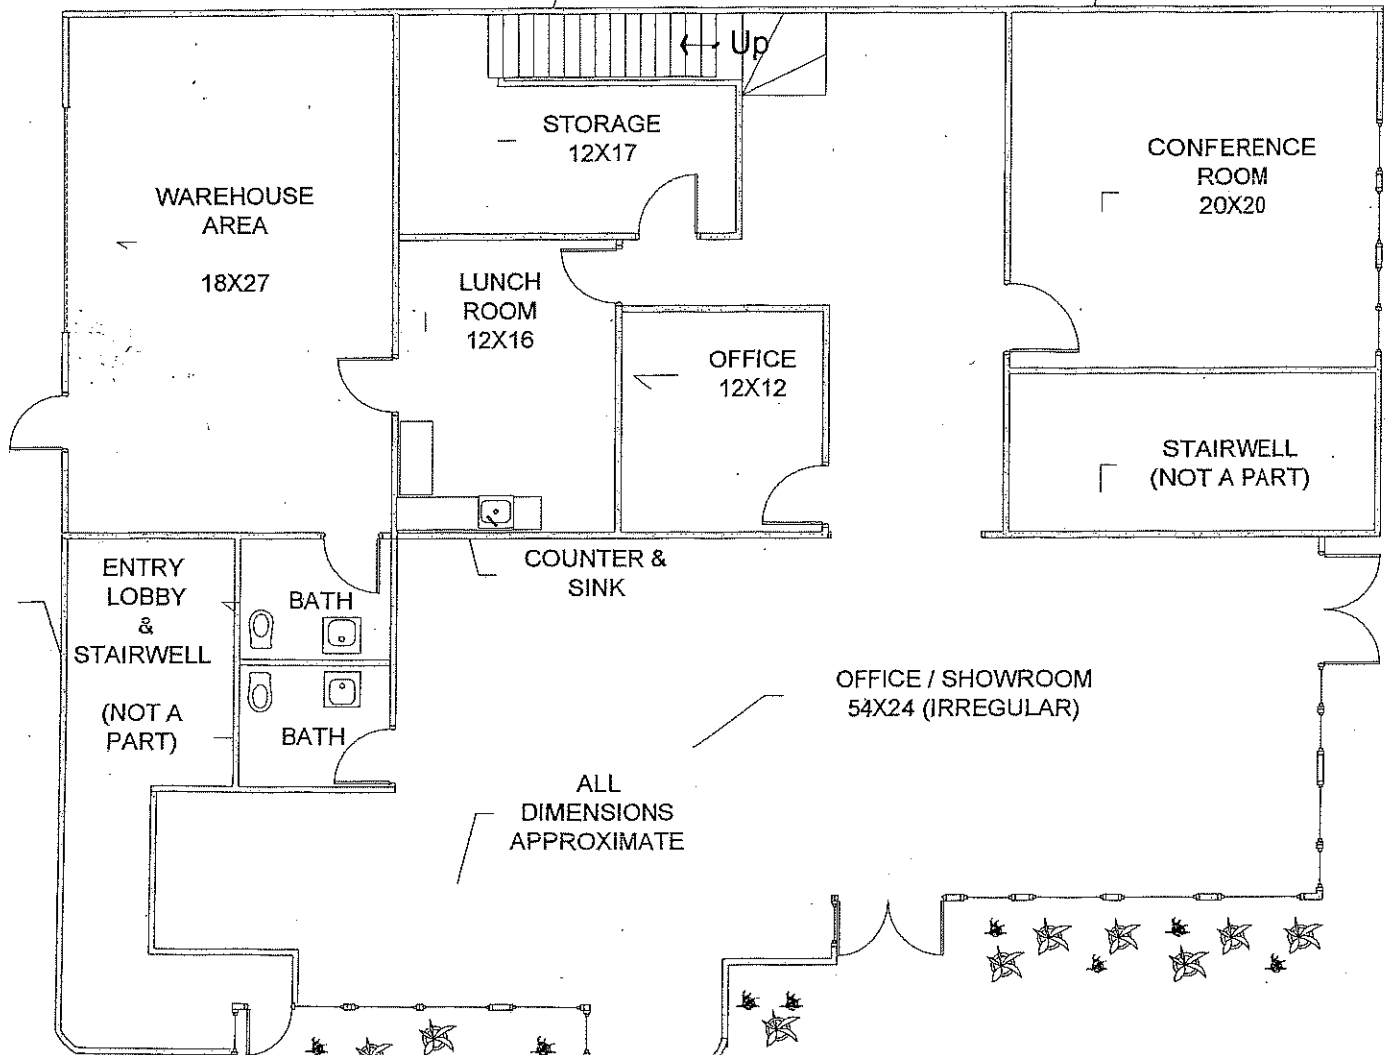 Up
STORAGE
12X17
CONFERENCE
ROOM
20X20
WAREHOUSE
AREA
18X27
LUNCH
ROOM
12X16
OFFICE
12X12
STAIRWELL
(NOT A PART)
COUNTER &
SINK
ENTRY
LOBBY
&
STAIRWELL
(NOT A
PART)
BATH
BATH
OFFICE / SHOWROOM
54X24 (IRREGULAR)
ALL
DIMENSIONS
APPROXIMATE